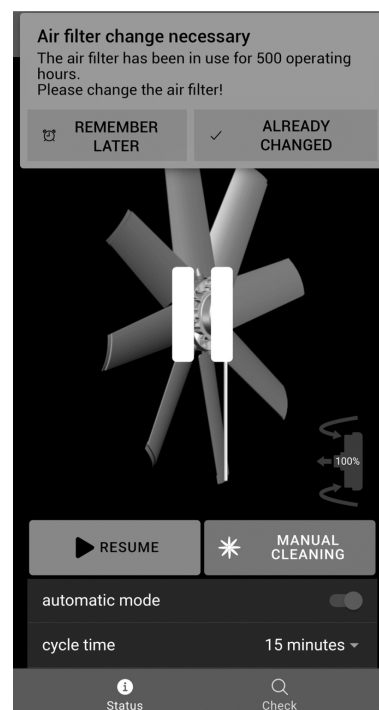 Air filter change necessary
The air filter has been in use for 500 operating
hours.
Please change the air filter!
REMEMBER
LATER
ALREADY
CHANGED
100%
RESUME
MANUAL
CLEANING
automatic mode
cycle time
15 minutes
Status
Check